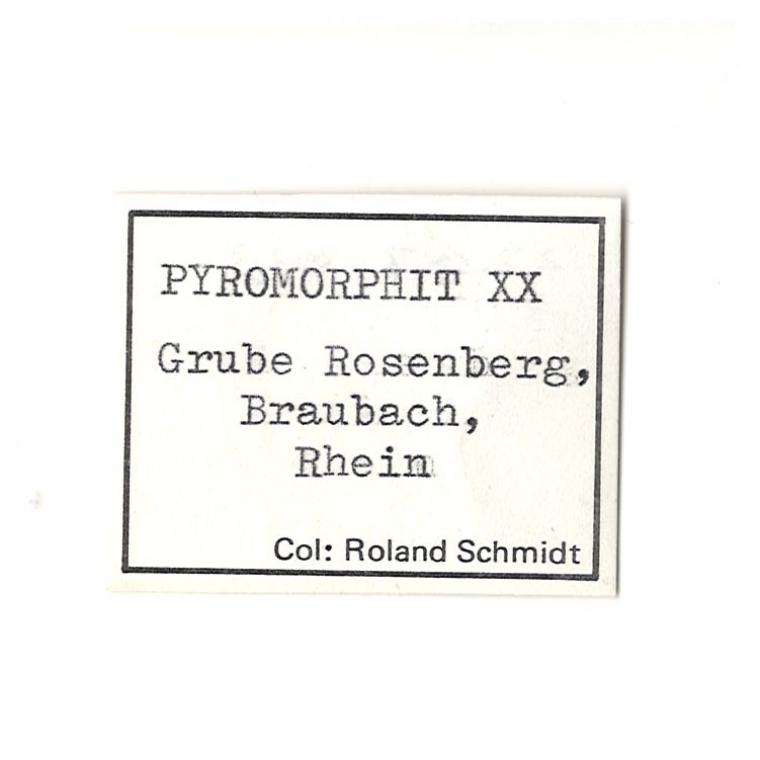 PYROMORPHIT XX
Grube Rosenberg,
Braubach,
Rhein
Col: Roland Schmidt